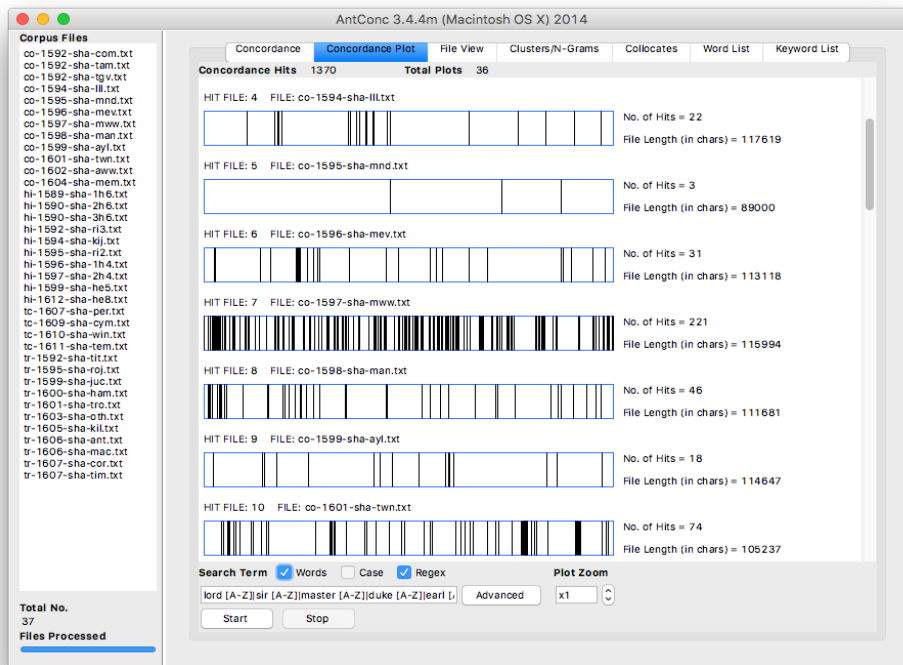 AntConc 3.4.4m (Macintosh OS X) 2014
Corpus Files
co-1592-sha-com.txt
co-1592-sha-tam.txt
co-1592-sha-tgv.txt
co-1594-sha-lll.txt
co-1595-sha-mnd.txt
co-1596-sha-mev.txt
co-1597-sha-mww.txt
co-1598-sha-man.txt
co-1599-sha-ayl.txt
co-1601-sha-twn.txt
co-1602-sha-aww.txt
co-1604-sha-mem.txt
hi-1589-sha-1h6.txt
hi-1590-sha-2h6.txt
hi-1590-sha-3h6.txt
hi-1592-sha-ri3.txt
hi-1594-sha-kij.txt
hi-1595-sha-ri2.txt
hi-1596-sha-1h4.txt
hi-1597-sha-2h4.txt
hi-1599-sha-he5.txt
hi-1612-sha-he8.txt
tc-1607-sha-per.txt
tc-1609-sha-cym.txt
tc-1610-sha-win.txt
tc-1611-sha-tem.txt
tr-1592-sha-tit.txt
tr-1595-sha-roj.txt
tr-1599-sha-juc.txt
tr-1600-sha-ham.txt
tr-1601-sha-tro.txt
tr-1603-sha-oth.txt
tr-1605-sha-kil.txt
tr-1606-sha-ant.txt
tr-1606-sha-mac.txt
tr-1607-sha-cor.txt
tr-1607-sha-tim.txt
Total No.
37
Files Processed
Concordance Concordance Plot File View Clusters/N-Grams Collocates Word List Keyword List
Concordance Hits 1370 Total Plots 36
HIT FILE: 4 FILE: co-1594-sha-lll.txt
No. of Hits = 22
File Length (in chars) = 117619
HIT FILE: 5 FILE: co-1595-sha-mnd.txt
No. of Hits = 3
File Length (in chars) = 89000
HIT FILE: 6 FILE: co-1596-sha-mev.txt
No. of Hits = 31
File Length (in chars) = 113118
HIT FILE: 7 FILE: co-1597-sha-mww.txt
No. of Hits = 221
File Length (in chars) = 115994
HIT FILE: 8 FILE: co-1598-sha-man.txt
No. of Hits = 46
File Length (in chars) = 111681
HIT FILE: 9 FILE: co-1599-sha-ayl.txt
No. of Hits = 18
File Length (in chars) = 114647
HIT FILE: 10 FILE: co-1601-sha-twn.txt
No. of Hits = 74
File Length (in chars) = 105237
Search Term Words Case Regex Plot Zoom
lord [A-Z]|sir [A-Z]|master [A-Z]|duke [A-Z]|earl [ Advanced x1
Start Stop